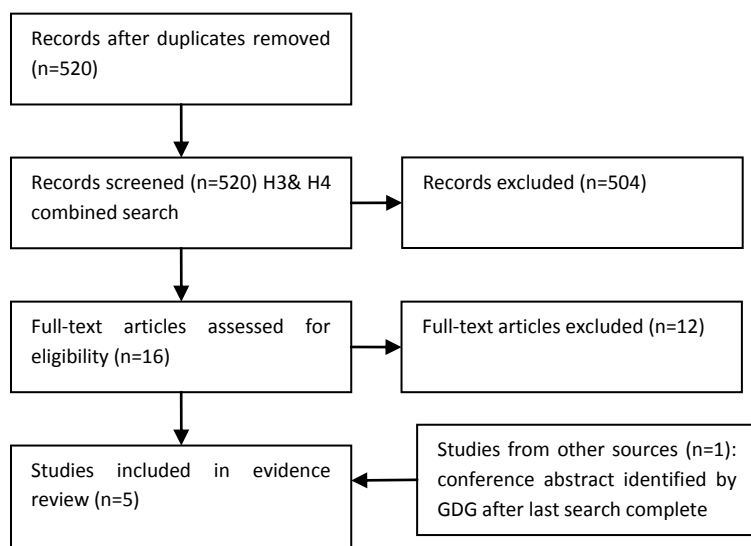 Records after duplicates removed
(n=520)
Records screened (n=520) H3& H4
combined search
Records excluded (n=504)
Full-text articles assessed for
eligibility (n=16)
Full-text articles excluded (n=12)
Studies included in evidence
review (n=5)
Studies from other sources (n=1):
conference abstract identified by
GDG after last search complete